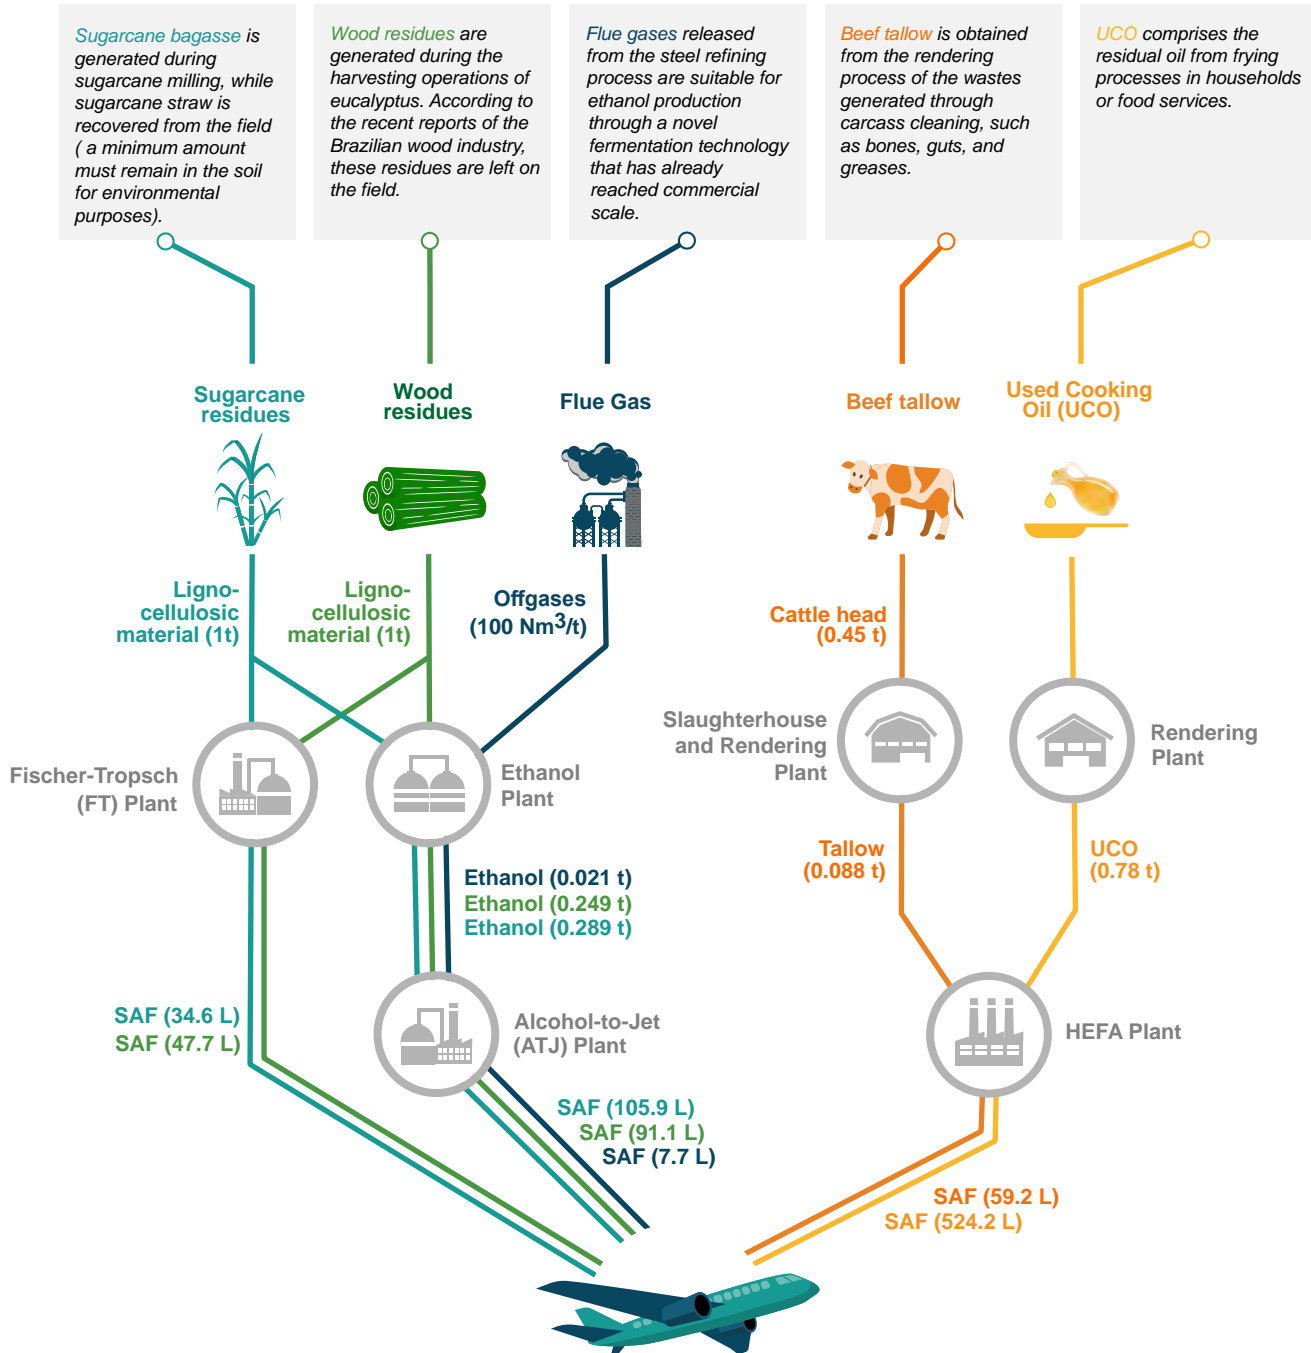 Sugarcane bagasse is
generated during
sugarcane milling, while
sugarcane straw is
recovered from the field
( a minimum amount
must remain in the soil
for environmental
purposes).
Wood residues are
generated during the
harvesting operations of
eucalyptus. According to
the recent reports of the
Brazilian wood industry,
these residues are left on
the field.
Flue gases released
from the steel refining
process are suitable for
ethanol production
through a novel
fermentation technology
that has already
reached commercial
scale.
Beef tallow is obtained
from the rendering
process of the wastes
generated through
carcass cleaning, such
as bones, guts, and
greases.
UCO comprises the
residual oil from frying
processes in households
or food services.
Sugarcane
residues
Wood
residues
Flue Gas
Beef tallow
Used Cooking
Oil (UCO)
Ligno-
cellulosic
material (1t)
Ligno-
cellulosic
material (1t)
Offgases
(100 Nm³/t)
Cattle head
(0.45 t)
Fischer-Tropsch
(FT) Plant
Ethanol
Plant
Slaughterhouse
and Rendering
Plant
Rendering
Plant
Ethanol (0.021 t)
Ethanol (0.249 t)
Ethanol (0.289 t)
Tallow
(0.088 t)
UCO
(0.78 t)
SAF (34.6 L)
SAF (47.7 L)
Alcohol-to-Jet
(ATJ) Plant
HEFA Plant
SAF (105.9 L)
SAF (91.1 L)
SAF (7.7 L)
SAF (59.2 L)
SAF (524.2 L)